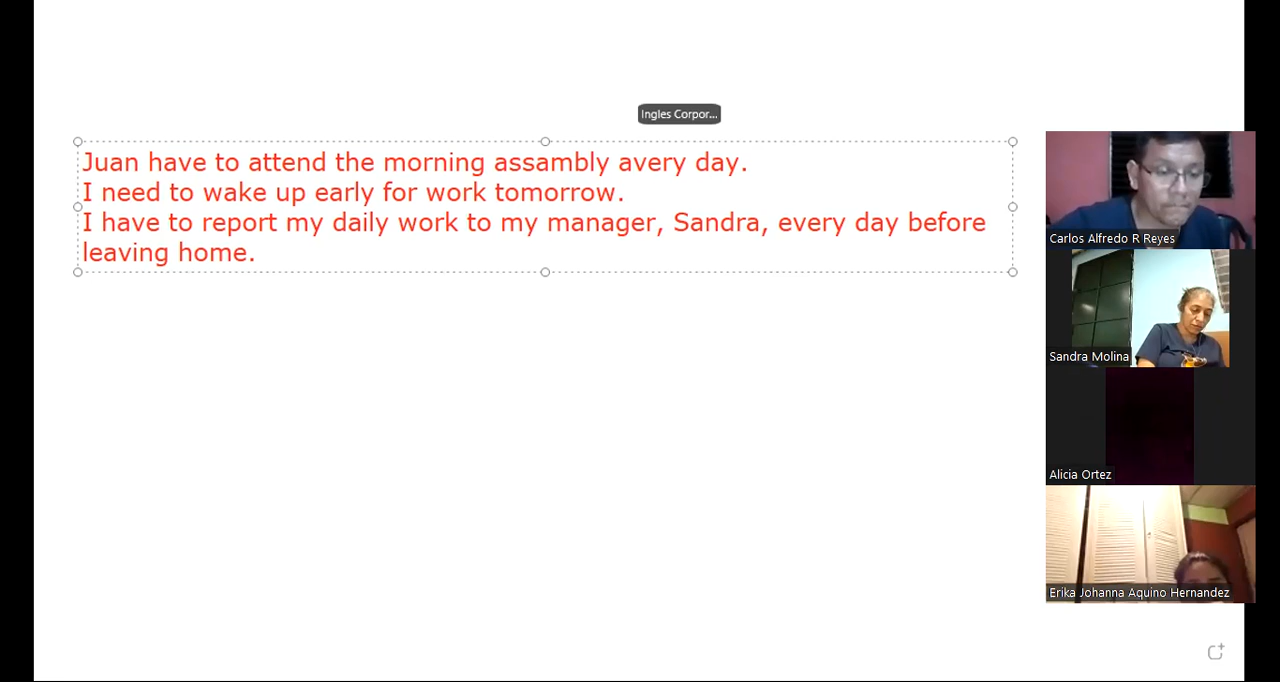 Ingles Corpor...
Juan have to attend the morning assambly avery day.
I need to wake up early for work tomorrow.
I have to report my daily work to my manager, Sandra, every day before
leaving home.
Carlos Alfredo R Reyes
Sandra Molina
Alicia Ortez
Erika Johanna Aquino Hernandez